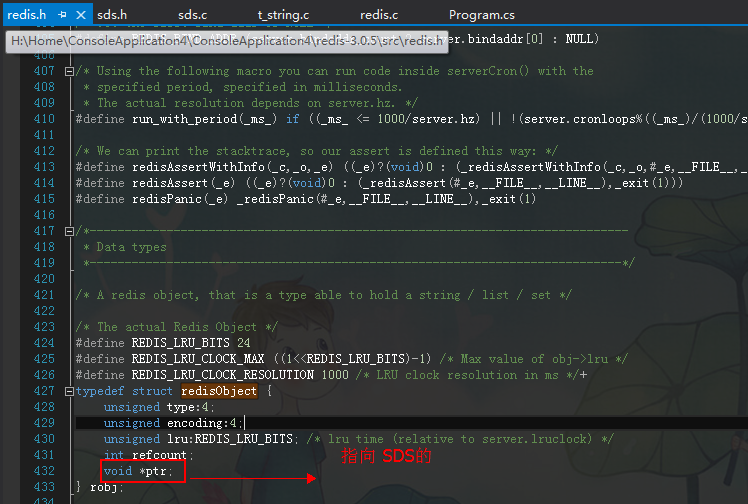 redis.h sds.h sds.c t_string.c redis.c Program.cs
H:\Home\ConsoleApplication4\ConsoleApplication4\redis-3.0.5\src\redis.h
.bindaddr[0] : NULL)
406
407 /* Using the following macro you can run code inside serverCron() with the
408 * specified period, specified in milliseconds.
409 * The actual resolution depends on server.hz. */
410 #define run_with_period(_ms_) if ((_ms_ <= 1000/server.hz) || !(server.cronloops%((_ms_)/(1000/s
411
412 /* We can print the stacktrace, so our assert is defined this way: */
413 #define redisAssertWithInfo(_c,_o,_e) ((_e)?(void)0 : (_redisAssertWithInfo(_c,_o,#_e,__FILE__,_
414 #define redisAssert(_e) ((_e)?(void)0 : (_redisAssert(#_e,__FILE__,__LINE__),_exit(1)))
415 #define redisPanic(_e) _redisPanic(#_e,__FILE__,__LINE__),_exit(1)
416
417 /*-----------------------------------------------------------------------------
418 * Data types
419 *----------------------------------------------------------------------------*/
420
421 /* A redis object, that is a type able to hold a string / list / set */
422
423 /* The actual Redis Object */
424 #define REDIS_LRU_BITS 24
425 #define REDIS_LRU_CLOCK_MAX ((1<<REDIS_LRU_BITS)-1) /* Max value of obj->lru */
426 #define REDIS_LRU_CLOCK_RESOLUTION 1000 /* LRU clock resolution in ms */+
427 typedef struct redisObject {
428 unsigned type:4;
429 unsigned encoding:4;
430 unsigned lru:REDIS_LRU_BITS; /* lru time (relative to server.lruclock) */
431 int refcount;
432 void *ptr;
指向 SDS的
433 } robj;
434